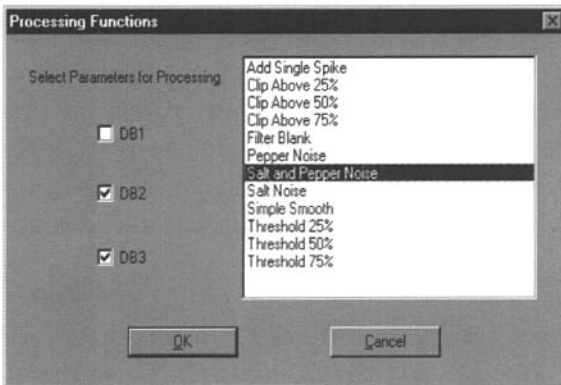 Processing Functions
Select Parameters for Processing
DB1
DB2
DB3
Add Single Spike
Clip Above 25%
Clip Above 50%
Clip Above 75%
Filter Blank
Pepper Noise
Salt and Pepper Noise
Salt Noise
Simple Smooth
Threshold 25%
Threshold 50%
Threshold 75%
OK
Cancel